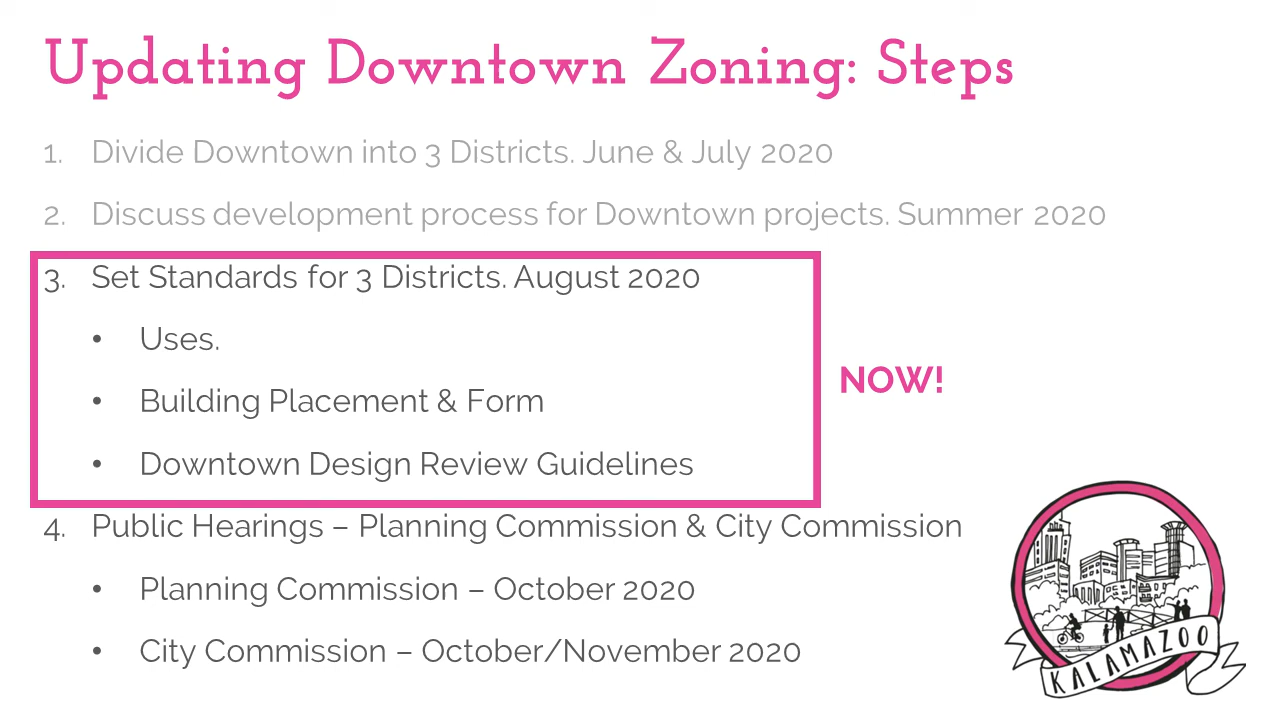 Updating Downtown Zoning: Steps
1. Divide Downtown into 3 Districts. June & July 2020
2. Discuss development process for Downtown projects. Summer 2020
3. Set Standards for 3 Districts. August 2020
• Uses.
• Building Placement & Form
• Downtown Design Review Guidelines
NOW!
4. Public Hearings – Planning Commission & City Commission
• Planning Commission – October 2020
• City Commission – October/November 2020
KALAMAZOO